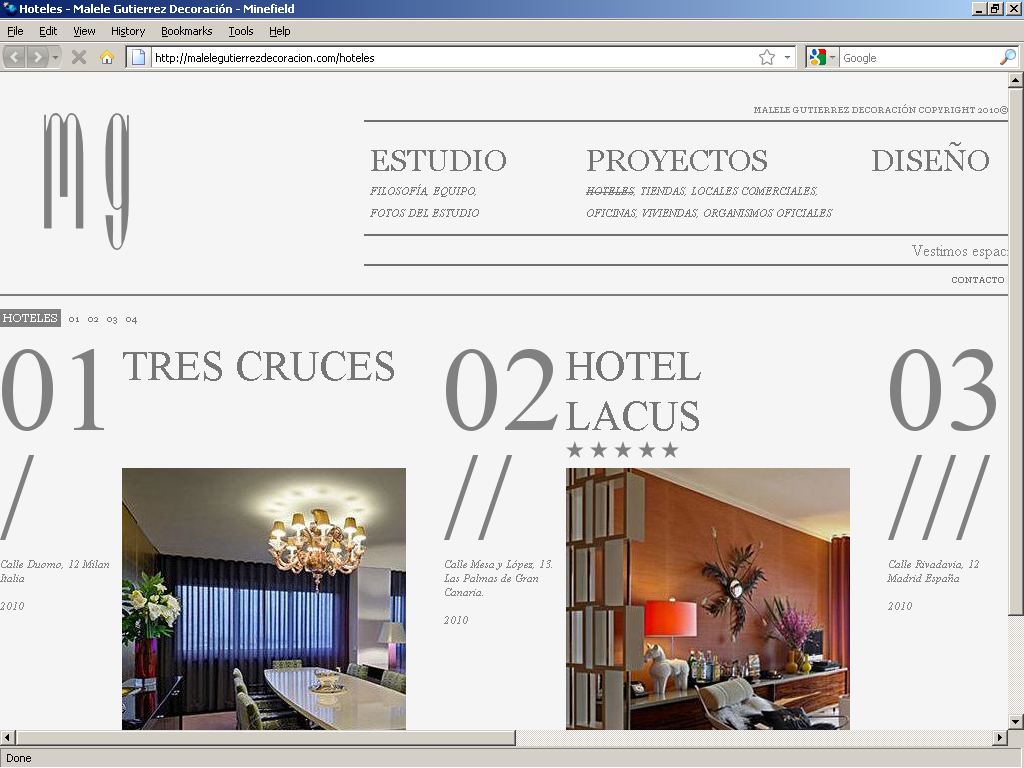 Hoteles - Malele Gutierrez Decoración - Minefield
File Edit View History Bookmarks Tools Help
http://malelegutierrezdecoracion.com/hoteles
Google
MALELE GUTIERREZ DECORACIÓN COPYRIGHT 2010©
m g
ESTUDIO
FILOSOFÍA, EQUIPO,
FOTOS DEL ESTUDIO
PROYECTOS
HOTELES, TIENDAS, LOCALES COMERCIALES,
OFICINAS, VIVIENDAS, ORGANISMOS OFICIALES
DISEÑO
Vestimos espac
CONTACTO
HOTELES 01 02 03 04
01
TRES CRUCES
/
Calle Duomo, 12 Milan
Italia
2010
02
HOTEL
LACUS
★★★★★
//
Calle Mesa y López, 13.
Las Palmas de Gran
Canaria.
2010
03
///
Calle Rivadavia, 12
Madrid España
2010
Done